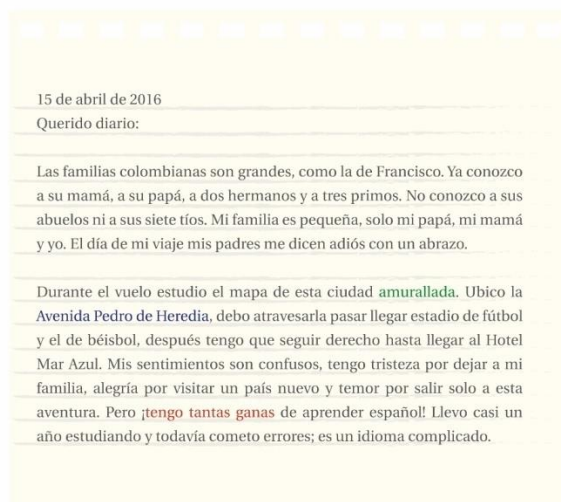 15 de abril de 2016
Querido diario:
Las familias colombianas son grandes, como la de Francisco. Ya conozco
a su mamá, a su papá, a dos hermanos y a tres primos. No conozco a sus
abuelos ni a sus siete tíos. Mi familia es pequeña, solo mi papá, mi mamá
y yo. El día de mi viaje mis padres me dicen adiós con un abrazo.
Durante el vuelo estudio el mapa de esta ciudad amurallada. Ubico la
Avenida Pedro de Heredia, debo atravesarla pasar llegar estadio de fútbol
y el de béisbol, después tengo que seguir derecho hasta llegar al Hotel
Mar Azul. Mis sentimientos son confusos, tengo tristeza por dejar a mi
familia, alegría por visitar un país nuevo y temor por salir solo a esta
aventura. Pero ¡tengo tantas ganas de aprender español! Llevo casi un
año estudiando y todavía cometo errores; es un idioma complicado.